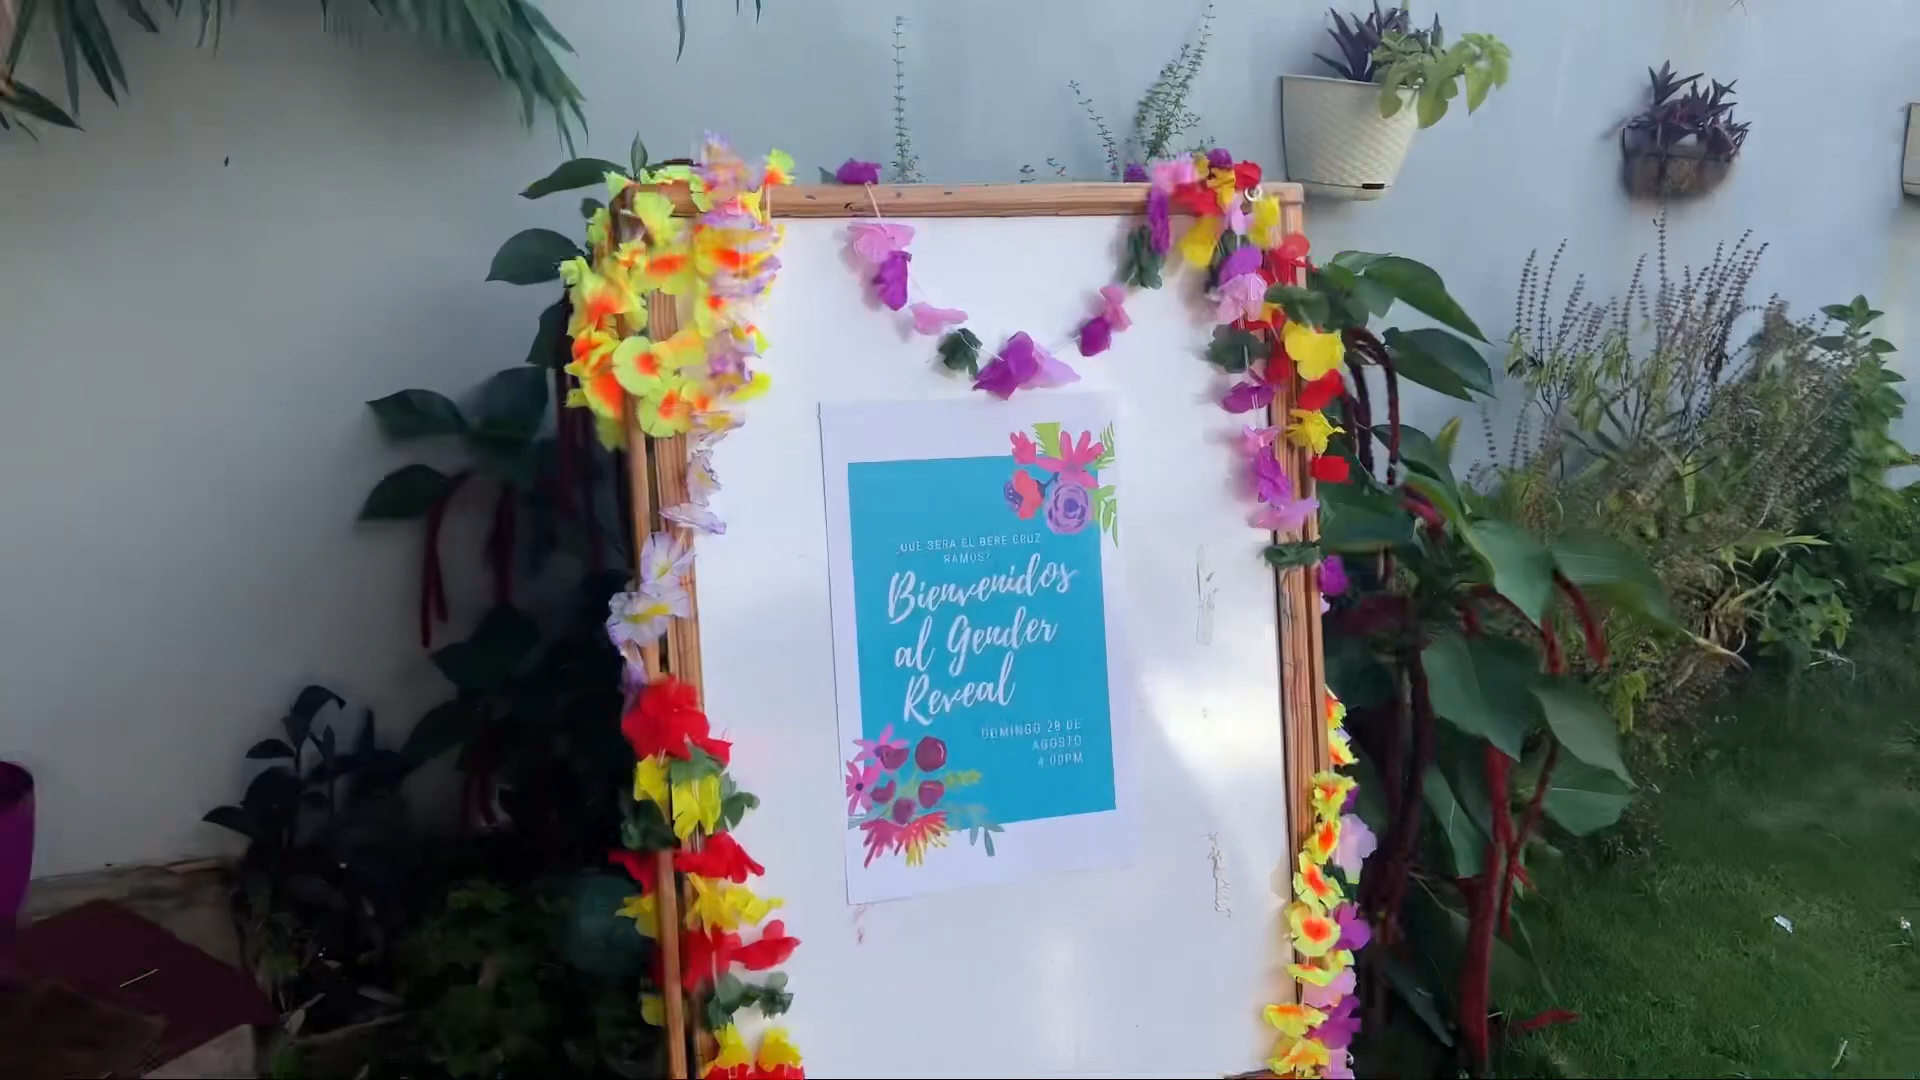 ¿QUE SERA EL BEBE CRUZ
RAMOS?
Bienvenidos
al Gender
Reveal
DOMINGO 28 DE
AGOSTO
4:00PM